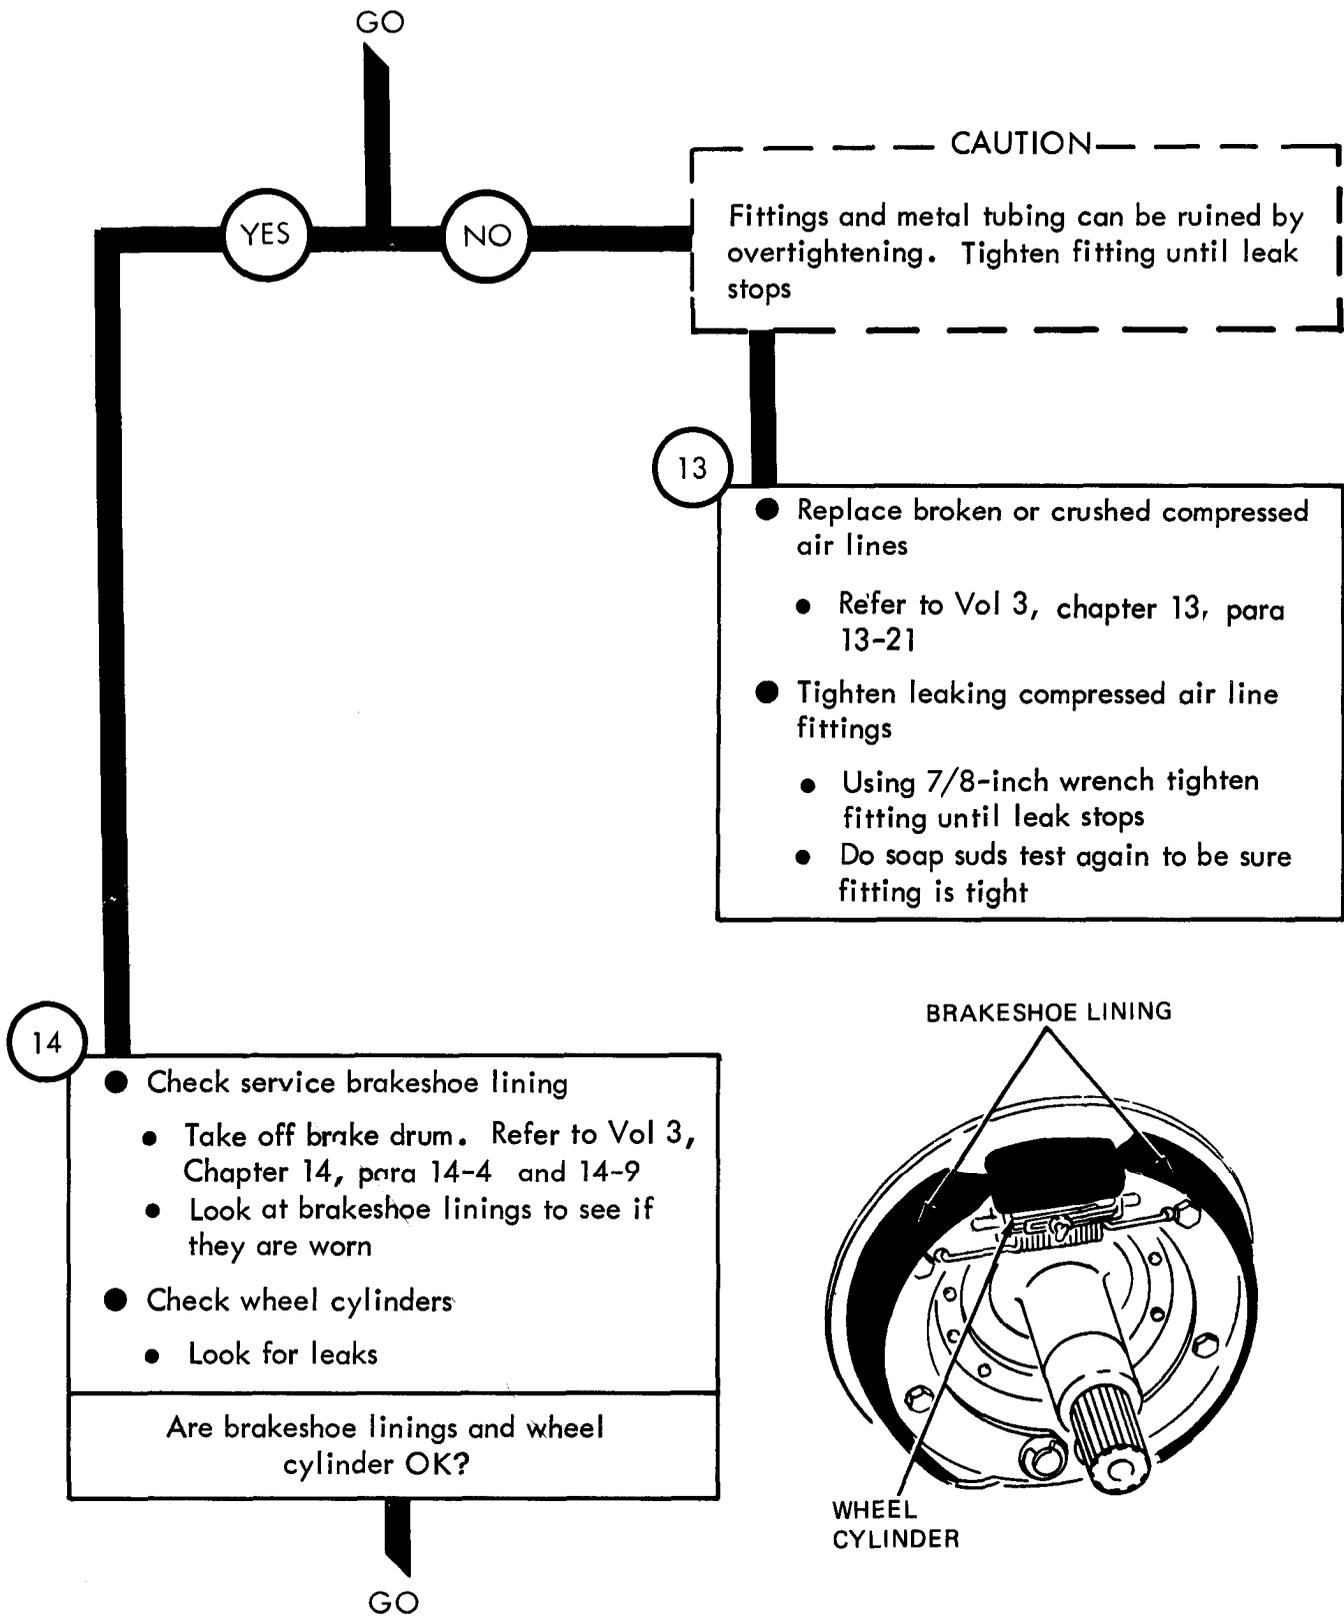 GO
YES
NO
CAUTION
Fittings and metal tubing can be ruined by
overtightening. Tighten fitting until leak
stops
13
● Replace broken or crushed compressed
air lines
● Refer to Vol 3, chapter 13, para
13-21
● Tighten leaking compressed air line
fittings
● Using 7/8-inch wrench tighten
fitting until leak stops
● Do soap suds test again to be sure
fitting is tight
14
● Check service brakeshoe lining
● Take off brake drum. Refer to Vol 3,
Chapter 14, para 14-4 and 14-9
● Look at brakeshoe linings to see if
they are worn
● Check wheel cylinders
● Look for leaks
Are brakeshoe linings and wheel
cylinder OK?
GO
BRAKESHOE LINING
WHEEL
CYLINDER